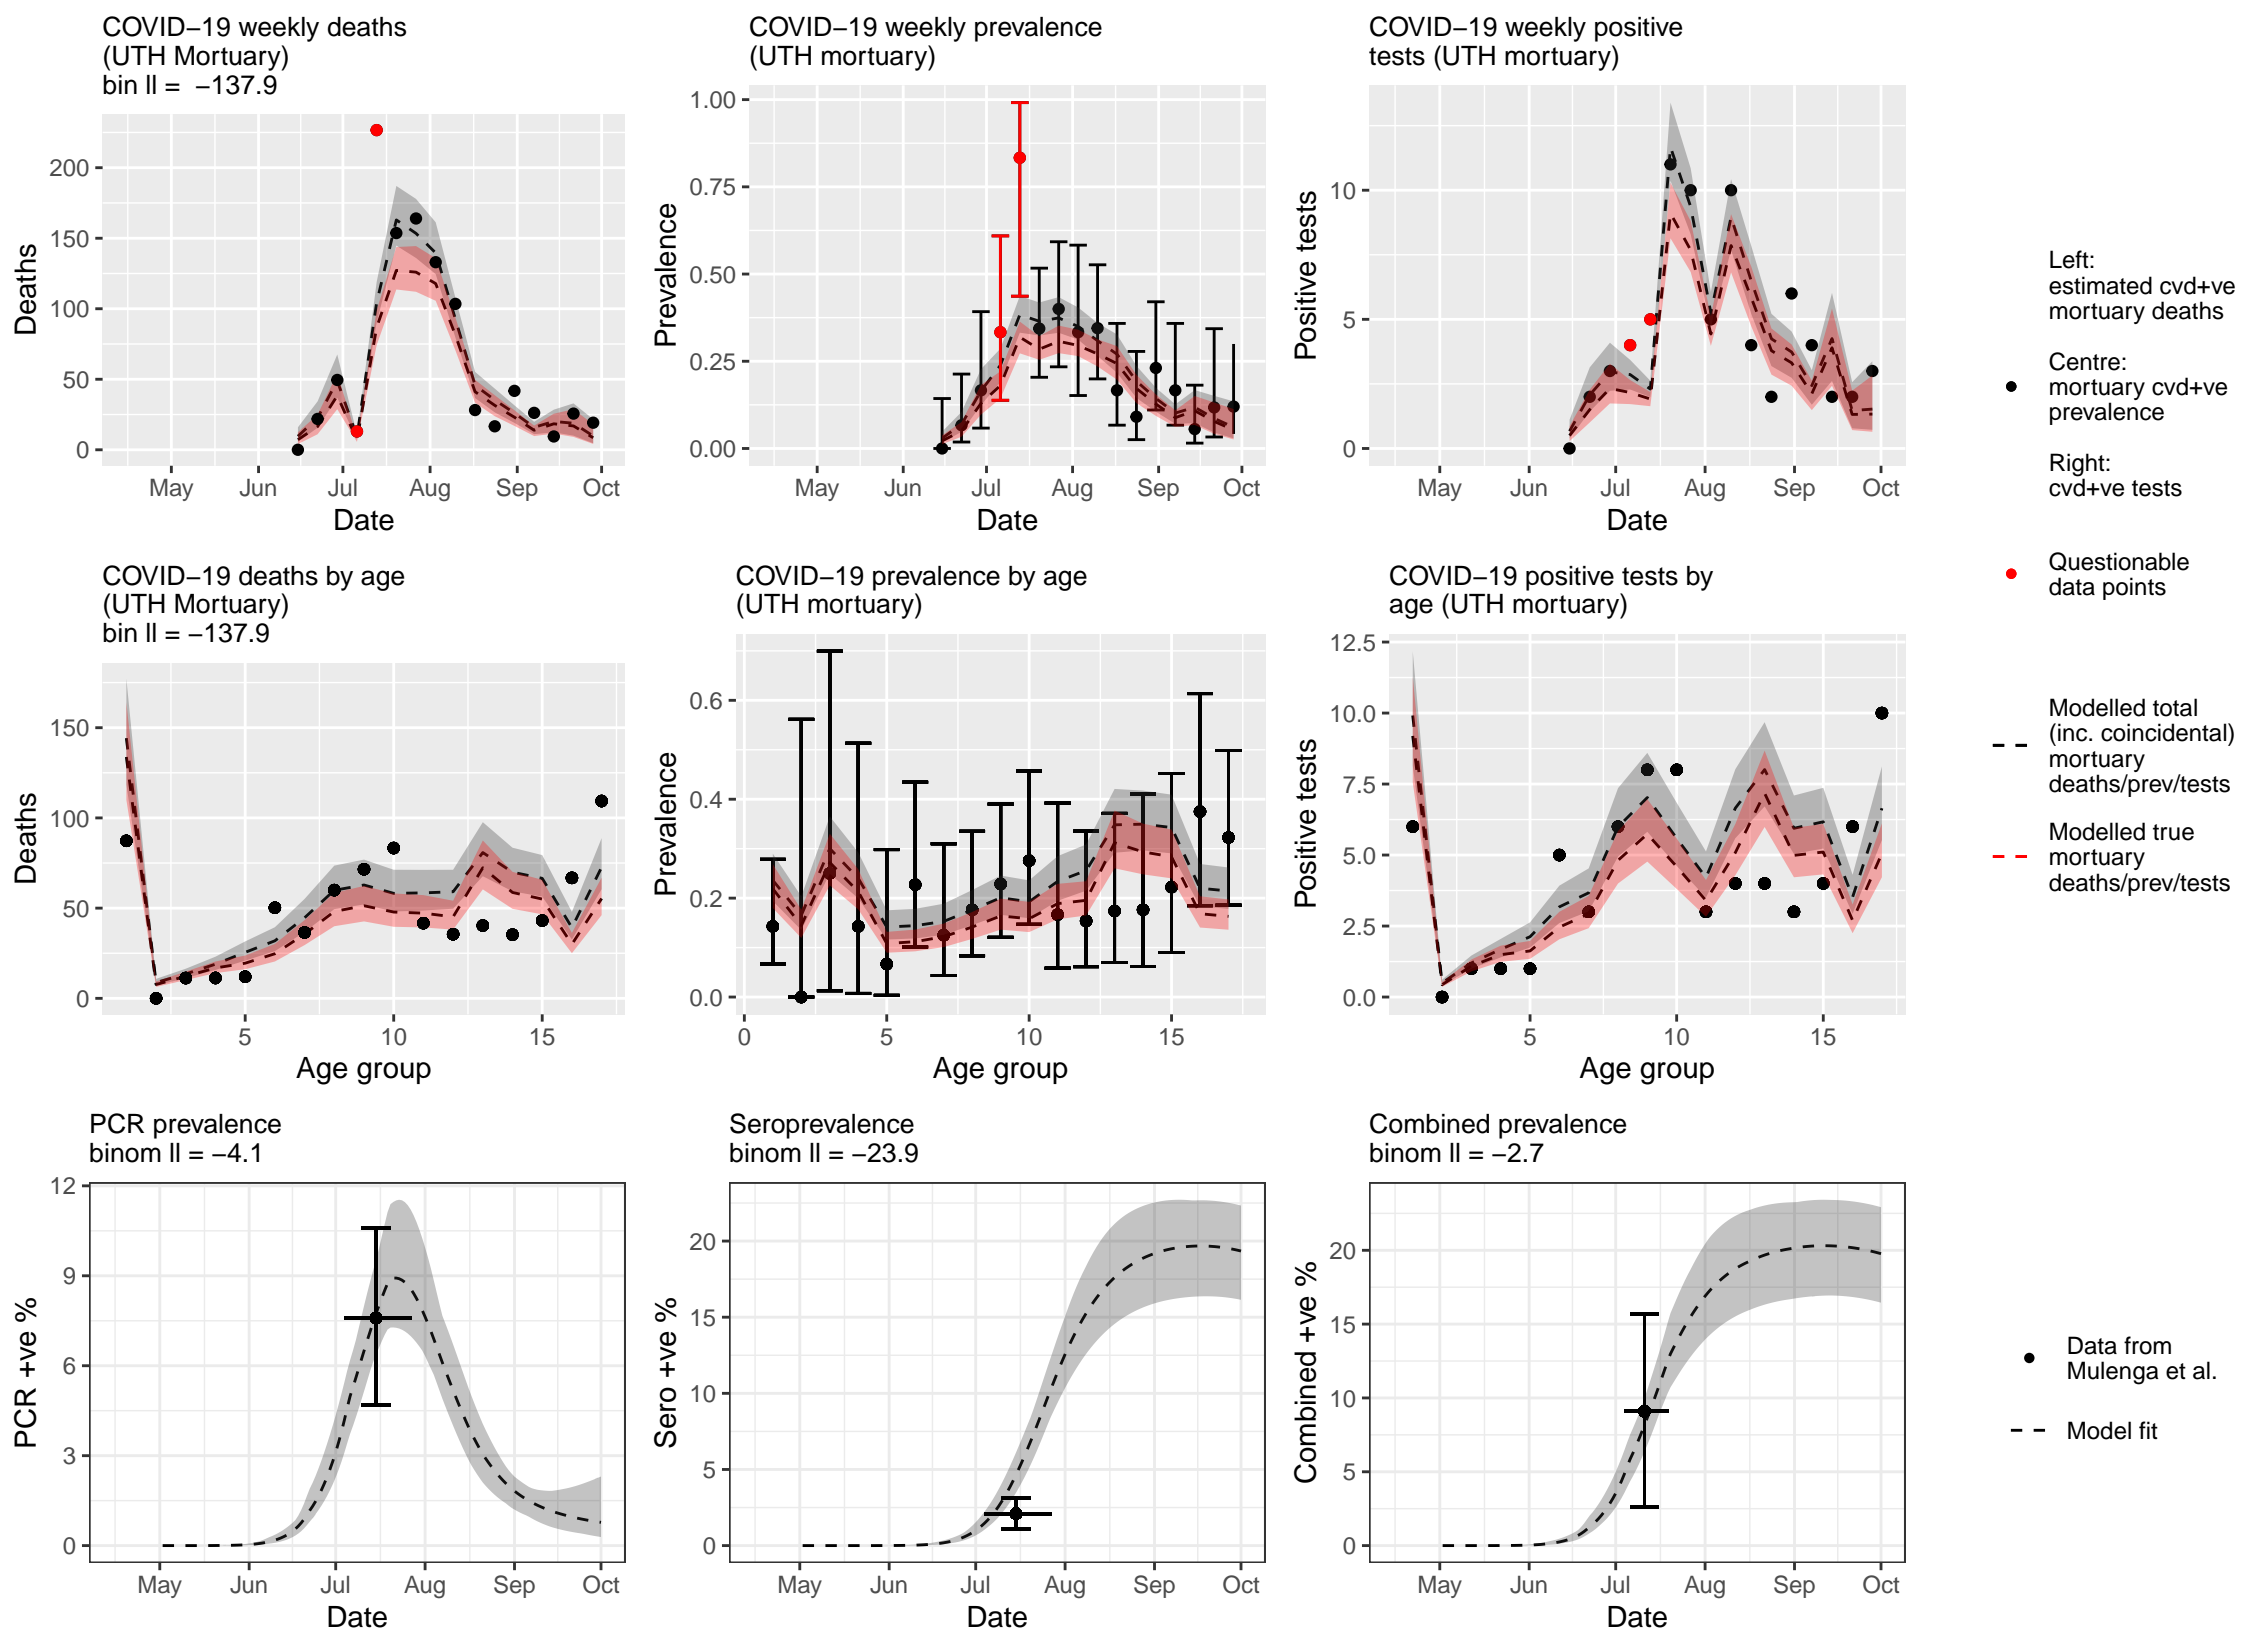 COVID−19 weekly deaths
(UTH Mortuary)
bin ll =  −137.9
Deaths
200
150
100
50
0
May Jun Jul Aug Sep Oct
Date
COVID−19 weekly prevalence
(UTH mortuary)
Prevalence
1.00
0.75
0.50
0.25
0.00
May Jun Jul Aug Sep Oct
Date
COVID−19 weekly positive
tests (UTH mortuary)
Positive tests
10
5
0
May Jun Jul Aug Sep Oct
Date
Left:
estimated cvd+ve
mortuary deaths
Centre:
mortuary cvd+ve
prevalence
Right:
cvd+ve tests
Questionable
data points
COVID−19 deaths by age
(UTH Mortuary)
bin ll = −137.9
Deaths
150
100
50
0
5 10 15
Age group
COVID−19 prevalence by age
(UTH mortuary)
Prevalence
0.6
0.4
0.2
0.0
0 5 10 15
Age group
COVID−19 positive tests by
age (UTH mortuary)
Positive tests
12.5
10.0
7.5
5.0
2.5
0.0
5 10 15
Age group
Modelled total
(inc. coincidental)
mortuary
deaths/prev/tests
Modelled true
mortuary
deaths/prev/tests
PCR prevalence
binom ll = −4.1
PCR +ve %
12
9
6
3
0
May Jun Jul Aug Sep Oct
Date
Seroprevalence
binom ll = −23.9
Sero +ve %
20
15
10
5
0
May Jun Jul Aug Sep Oct
Date
Combined prevalence
binom ll = −2.7
Combined +ve %
20
15
10
5
0
May Jun Jul Aug Sep Oct
Date
Data from
Mulenga et al.
Model fit